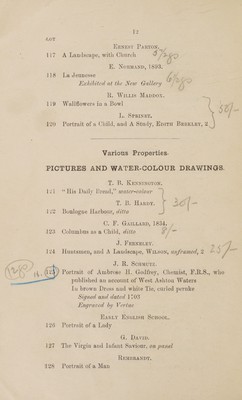 12
LOT
ERNEST PARTON.
117 A Landscape, with Church
E. NORMAND, 1893.
118 La Jeunesse
Exhibited at the New Gallery
R. WILLIS MADDOX.
119 Wallflowers in a Bowl
50/-
L. SPEIREY.
120 Portrait of a Child, and A Study, EDITH BERKLEY, 2
Various Properties.
PICTURES AND WATER-COLOUR DRAWINGS.
T. B. KENNINGTON.
121 "His Daily Bread," water-colour
T. B. HARDY.
30/-
122 Boulogne Harbour, ditto
C. F. GAILLARD, 1834.
123 Columbus as a Child, ditto
J. FERNELEY.
124 Huntsmen, and A Landscape, WILSON, unframed, 2
J. R. SCHMUTZ.
125 Portrait of Ambrose H. Godfrey, Chemist, F.R.S., who
published an account of West Ashton Waters
In brown Dress and white Tie, curled peruke
Signed and dated 1702
Engraved by Vertue
EARLY ENGLISH SCHOOL.
126 Portrait of a Lady
G. DAVID.
127 The Virgin and Infant Saviour, on panel
REMBRANDT.
128 Portrait of a Man